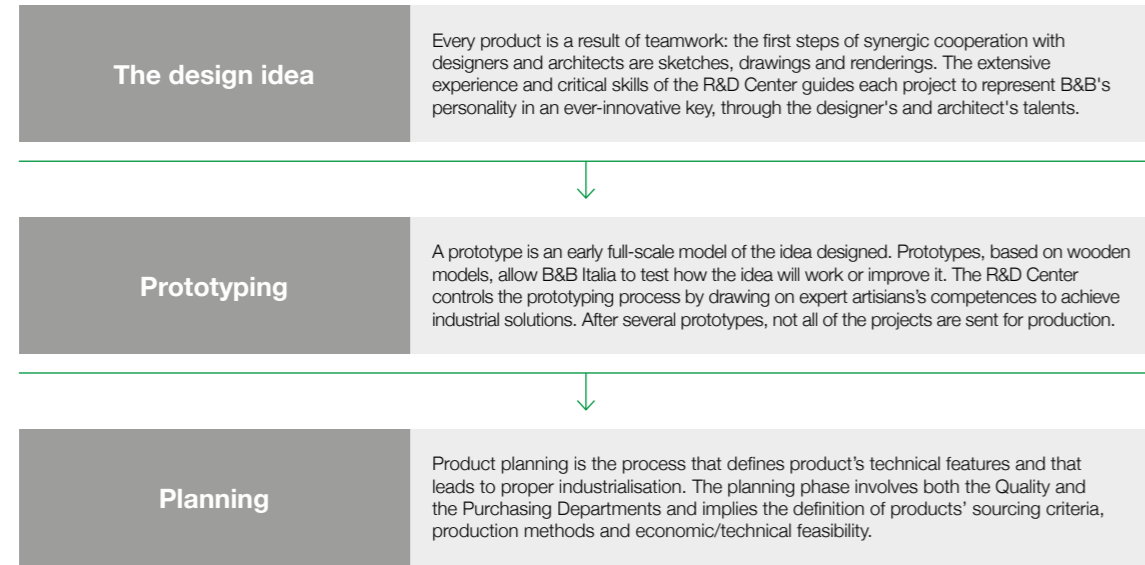 The design idea
Every product is a result of teamwork: the first steps of synergic cooperation with
designers and architects are sketches, drawings and renderings. The extensive
experience and critical skills of the R&D Center guides each project to represent B&B's
personality in an ever-innovative key, through the designer's and architect's talents.
Prototyping
A prototype is an early full-scale model of the idea designed. Prototypes, based on wooden
models, allow B&B Italia to test how the idea will work or improve it. The R&D Center
controls the prototyping process by drawing on expert artisians’s competences to achieve
industrial solutions. After several prototypes, not all of the projects are sent for production.
Planning
Product planning is the process that defines product’s technical features and that
leads to proper industrialisation. The planning phase involves both the Quality and
the Purchasing Departments and implies the definition of products’ sourcing criteria,
production methods and economic/technical feasibility.